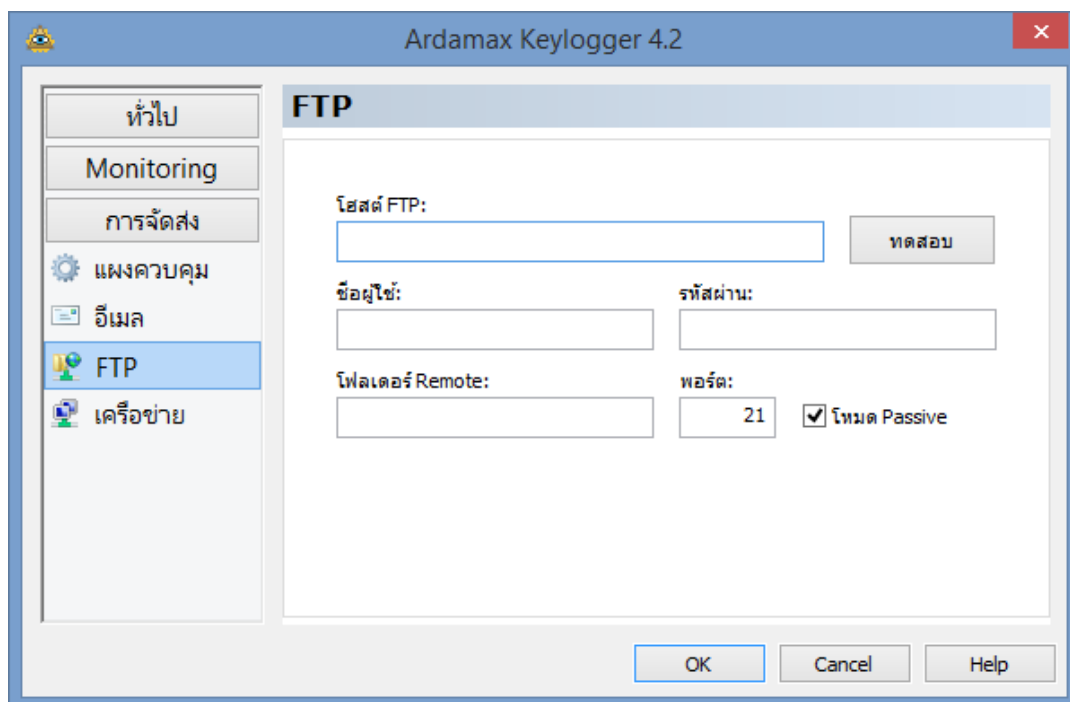 Ardamax Keylogger 4.2
ทั่วไป
Monitoring
การจัดส่ง
แผงควบคุม
อีเมล
FTP
เครือข่าย
FTP
โฮสต์ FTP:
ทดสอบ
ชื่อผู้ใช้:
รหัสผ่าน:
โฟลเดอร์ Remote:
พอร์ต:
21
โหมด Passive
OK
Cancel
Help